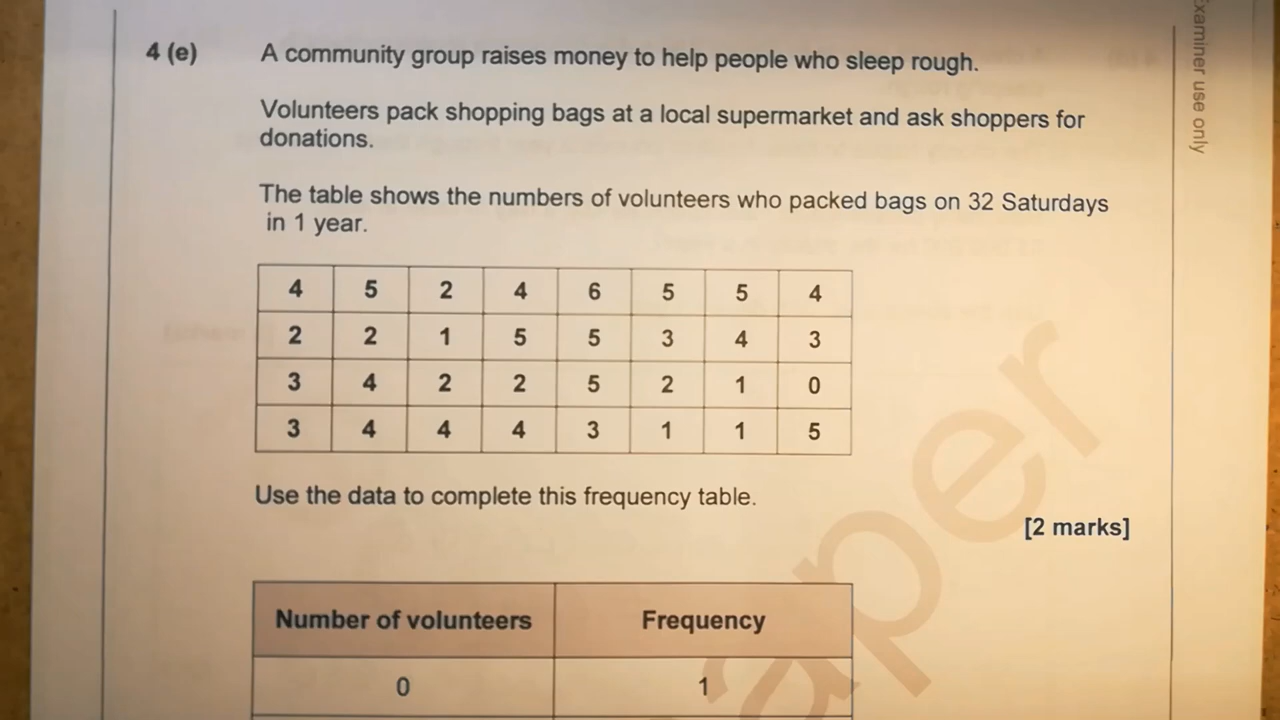 4 (e) A community group raises money to help people who sleep rough.
Volunteers pack shopping bags at a local supermarket and ask shoppers for
donations.
The table shows the numbers of volunteers who packed bags on 32 Saturdays
in 1 year.
4 5 2 4 6 5 5 4
2 2 1 5 5 3 4 3
3 4 2 2 5 2 1 0
3 4 4 4 3 1 1 5
Use the data to complete this frequency table.
[2 marks]
Number of volunteers Frequency
0 1
xaminer use only
aper